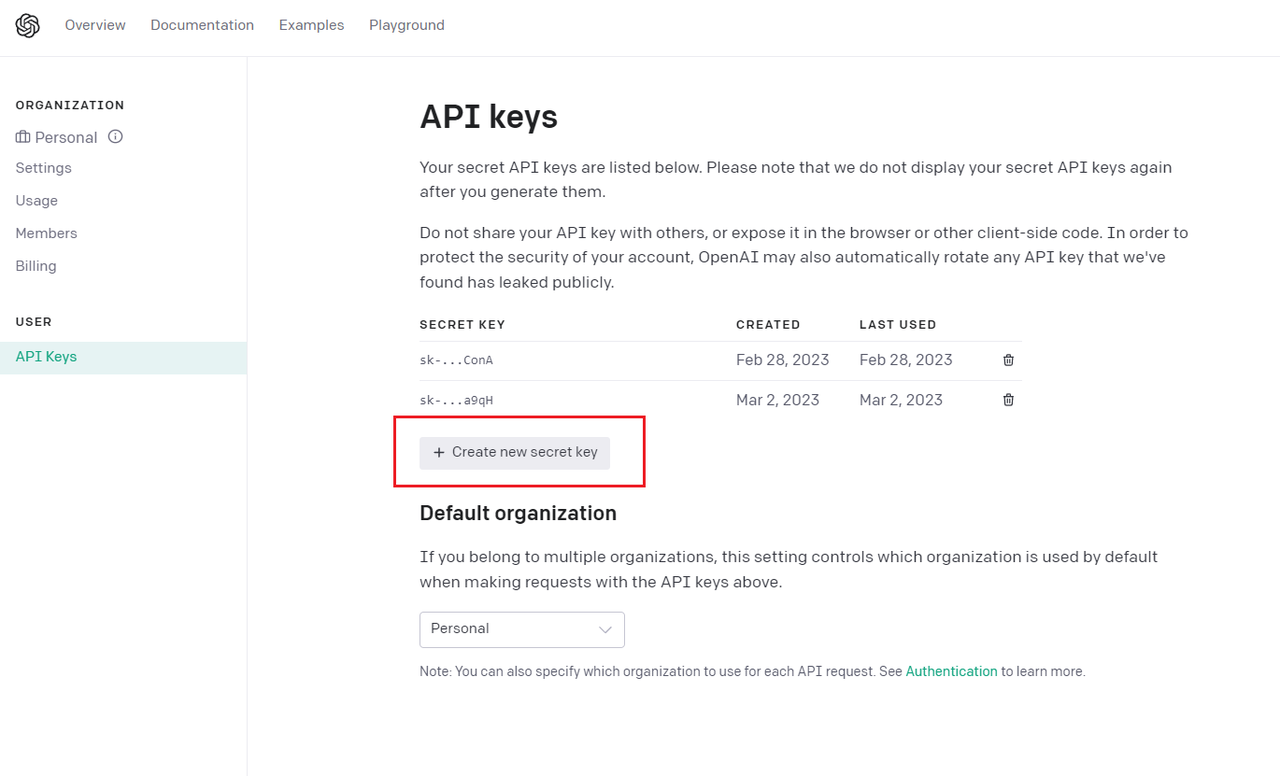 Overview Documentation Examples Playground
ORGANIZATION
Personal
Settings
Usage
Members
Billing
USER
API Keys
API keys
Your secret API keys are listed below. Please note that we do not display your secret API keys again
after you generate them.
Do not share your API key with others, or expose it in the browser or other client-side code. In order to
protect the security of your account, OpenAI may also automatically rotate any API key that we've
found has leaked publicly.
SECRET KEY CREATED LAST USED
sk-...ConA Feb 28, 2023 Feb 28, 2023
sk-...a9qH Mar 2, 2023 Mar 2, 2023
+ Create new secret key
Default organization
If you belong to multiple organizations, this setting controls which organization is used by default
when making requests with the API keys above.
Personal
Note: You can also specify which organization to use for each API request. See Authentication to learn more.